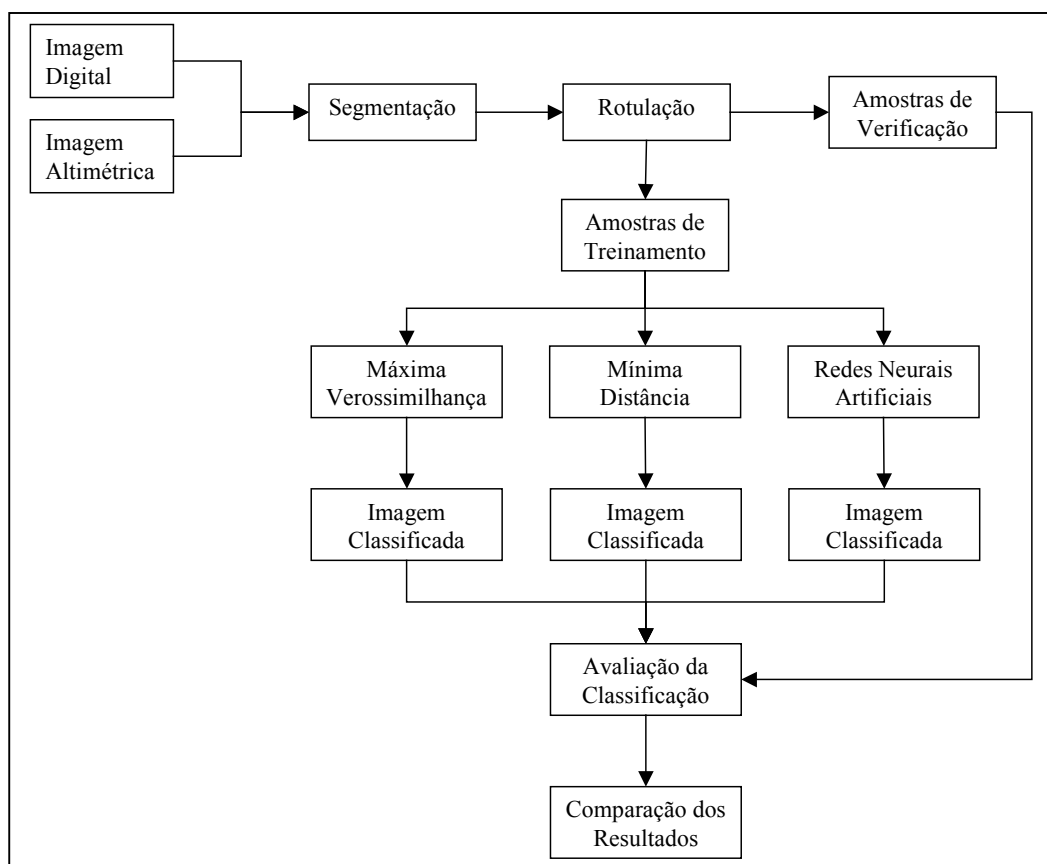 Imagem
Digital
Imagem
Altimétrica
Segmentação
Rotulação
Amostras de
Verificação
Amostras de
Treinamento
Máxima
Verossimilhança
Mínima
Distância
Redes Neurais
Artificiais
Imagem
Classificada
Imagem
Classificada
Imagem
Classificada
Avaliação da
Classificação
Comparação dos
Resultados